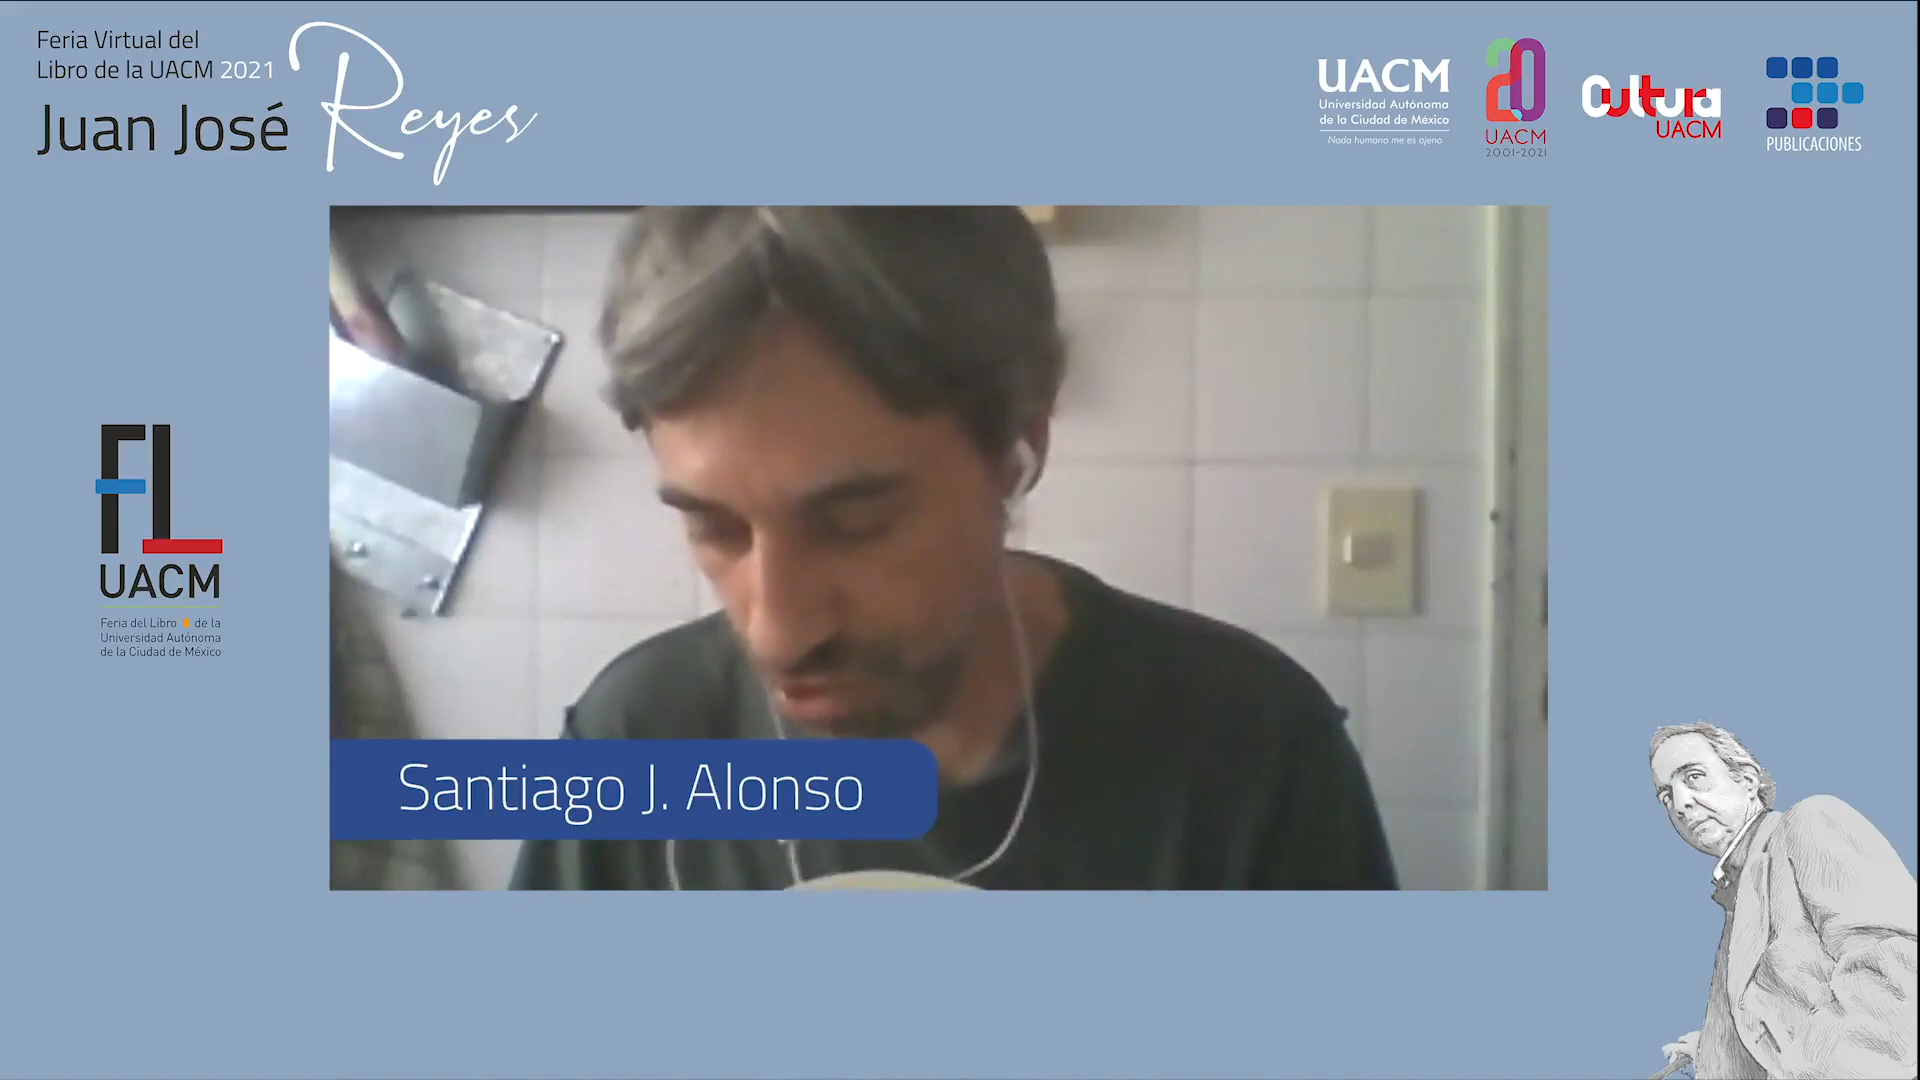 Feria Virtual del
Libro de la UACM 2021
Juan José Reyes
UACM
Universidad Autónoma
de la Ciudad de México
Nada humano me es ajeno
20
UACM
2001-2021
Cultura
UACM
PUBLICACIONES
FL
UACM
Feria del Libro de la
Universidad Autónoma
de la Ciudad de México
Santiago J. Alonso